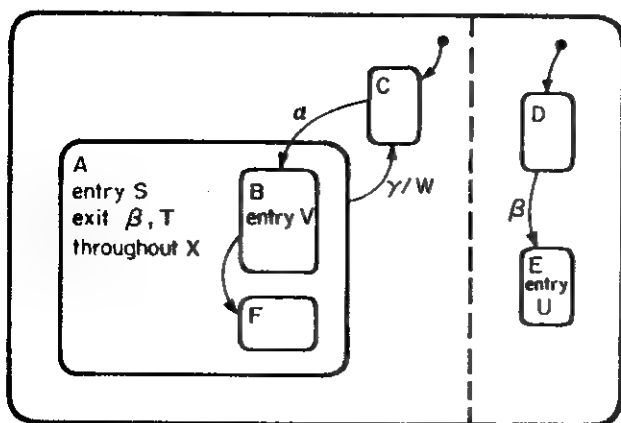 C
α
D
A
entry S
exit β, T
throughout X
B
entry V
γ/W
β
E
entry
U
F